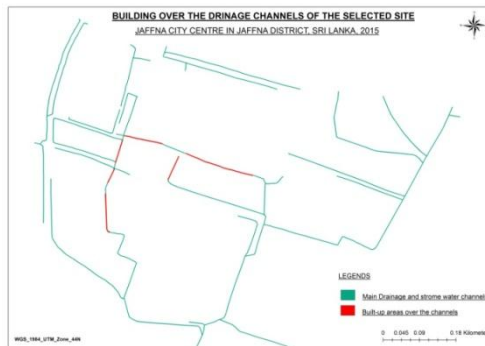 BUILDING OVER THE DRINAGE CHANNELS OF THE SELECTED SITE
JAFFNA CITY CENTRE IN JAFFNA DISTRICT, SRI LANKA, 2015
LEGENDS
Main Drainage and strome water channel
Built-up areas over the channels
WGS_1984_UTM_Zone_44N
0 0.045 0.09 0.18 Kilomete